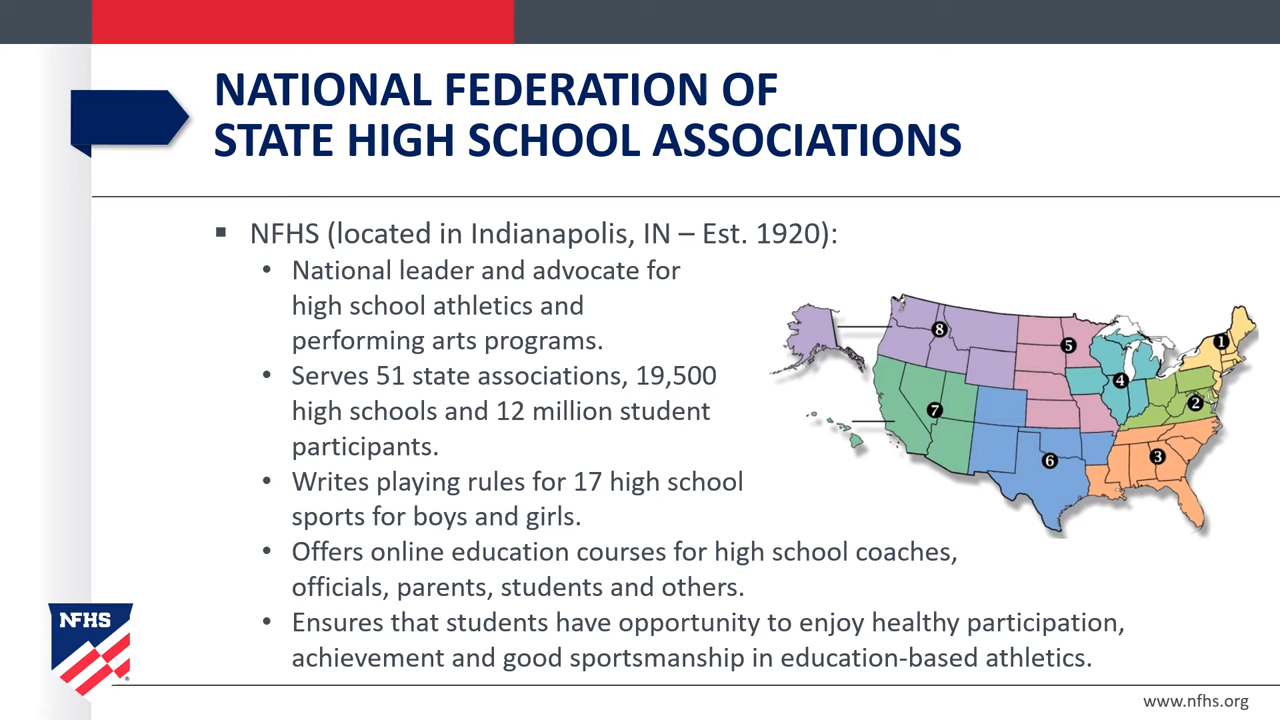 NATIONAL FEDERATION OF
STATE HIGH SCHOOL ASSOCIATIONS
▪ NFHS (located in Indianapolis, IN – Est. 1920):
• National leader and advocate for
high school athletics and
performing arts programs.
• Serves 51 state associations, 19,500
high schools and 12 million student
participants.
• Writes playing rules for 17 high school
sports for boys and girls.
• Offers online education courses for high school coaches,
officials, parents, students and others.
• Ensures that students have opportunity to enjoy healthy participation,
achievement and good sportsmanship in education-based athletics.
8
5
1
4
2
7
3
6
NFHS
®
www.nfhs.org